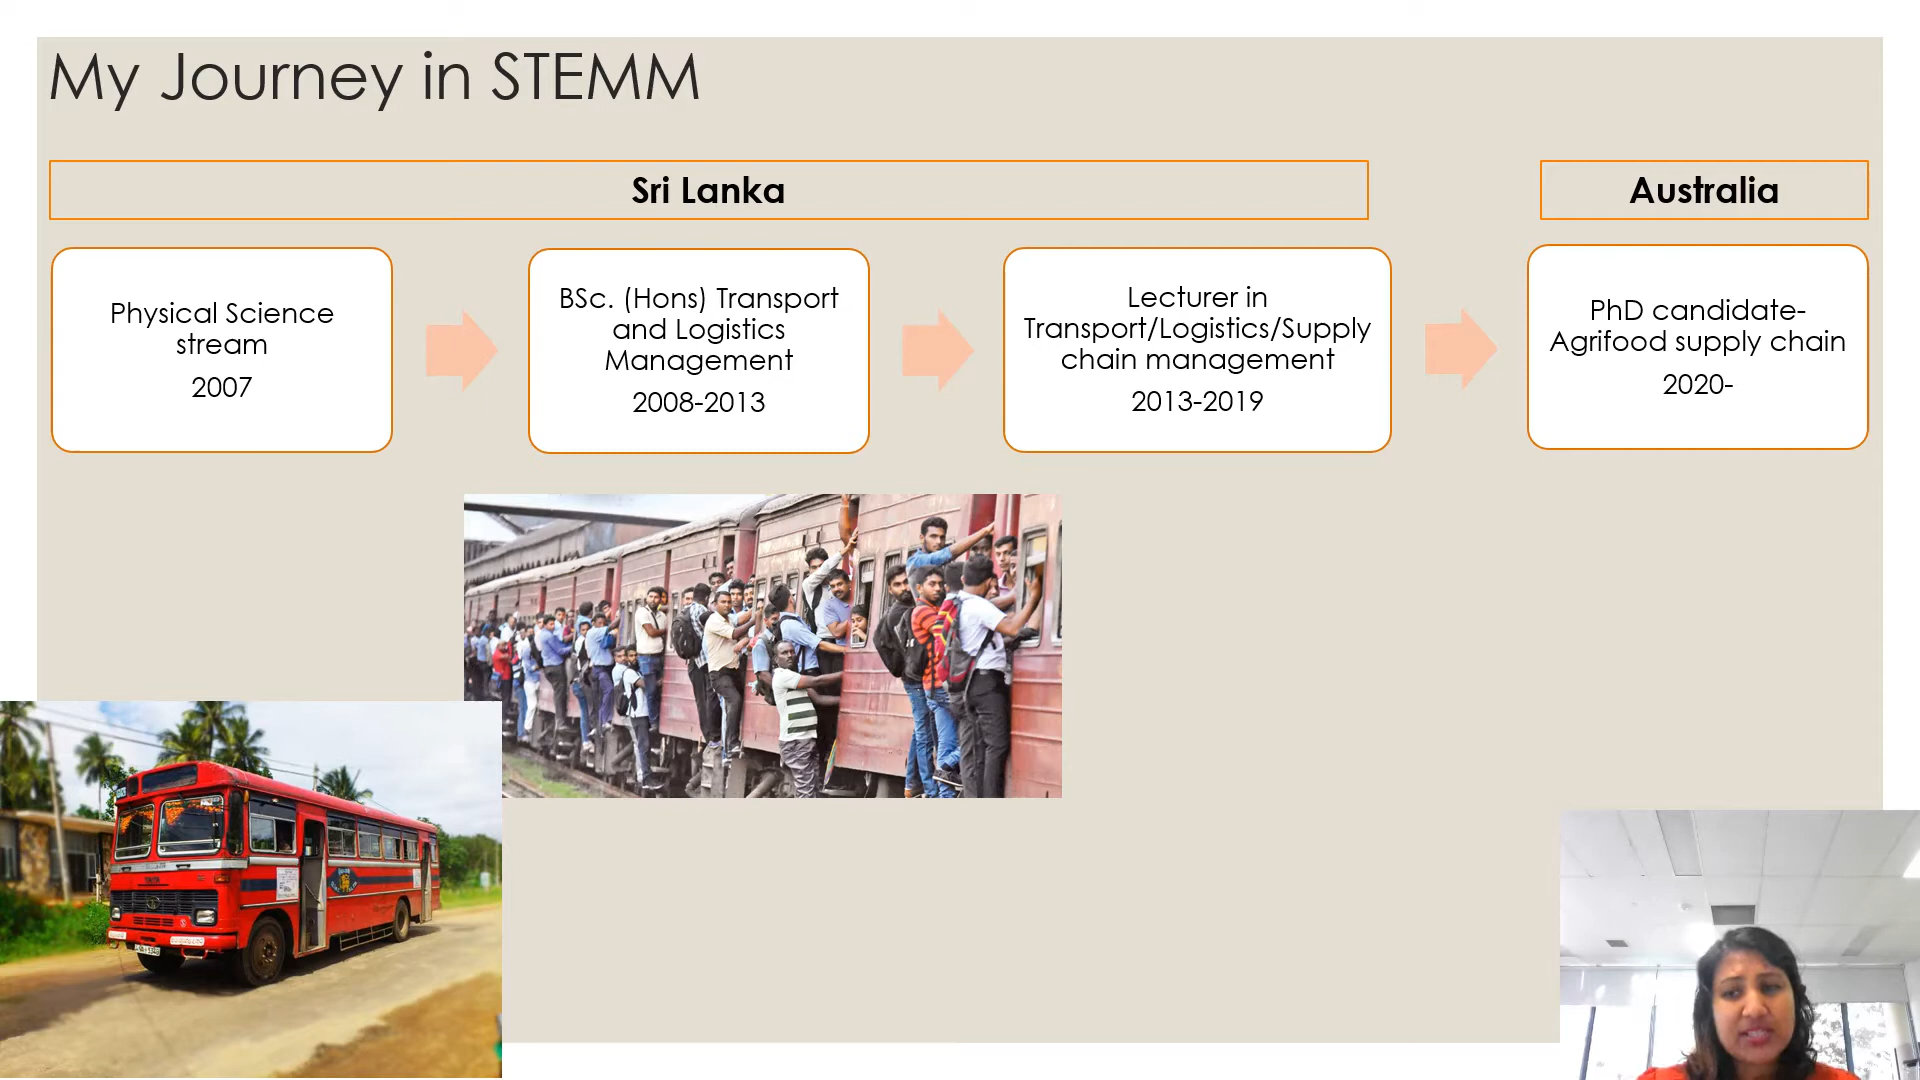 My Journey in STEMM
Sri Lanka
Australia
Physical Science
stream
2007
BSc. (Hons) Transport
and Logistics
Management
2008-2013
Lecturer in
Transport/Logistics/Supply
chain management
2013-2019
PhD candidate-
Agrifood supply chain
2020-